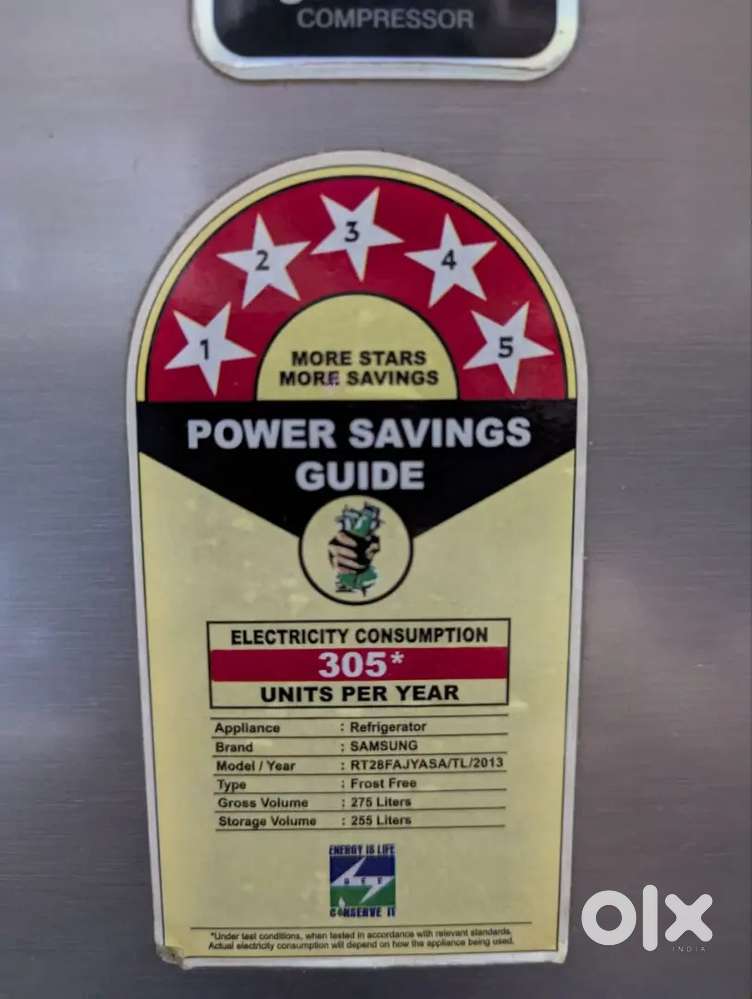 COMPRESSOR
1
2
3
4
5
MORE STARS
MORE SAVINGS
POWER SAVINGS
GUIDE
ELECTRICITY CONSUMPTION
305*
UNITS PER YEAR
Appliance : Refrigerator
Brand : SAMSUNG
Model / Year : RT28FAJYASA/TL/2013
Type : Frost Free
Gross Volume : 275 Liters
Storage Volume : 255 Liters
ENERGY IS LIFE
BEE
CONSERVE IT
*Under test conditions, when tested in accordance with relevant standards.
Actual electricity consumption will depend on how the appliance being used.
olx
INDIA